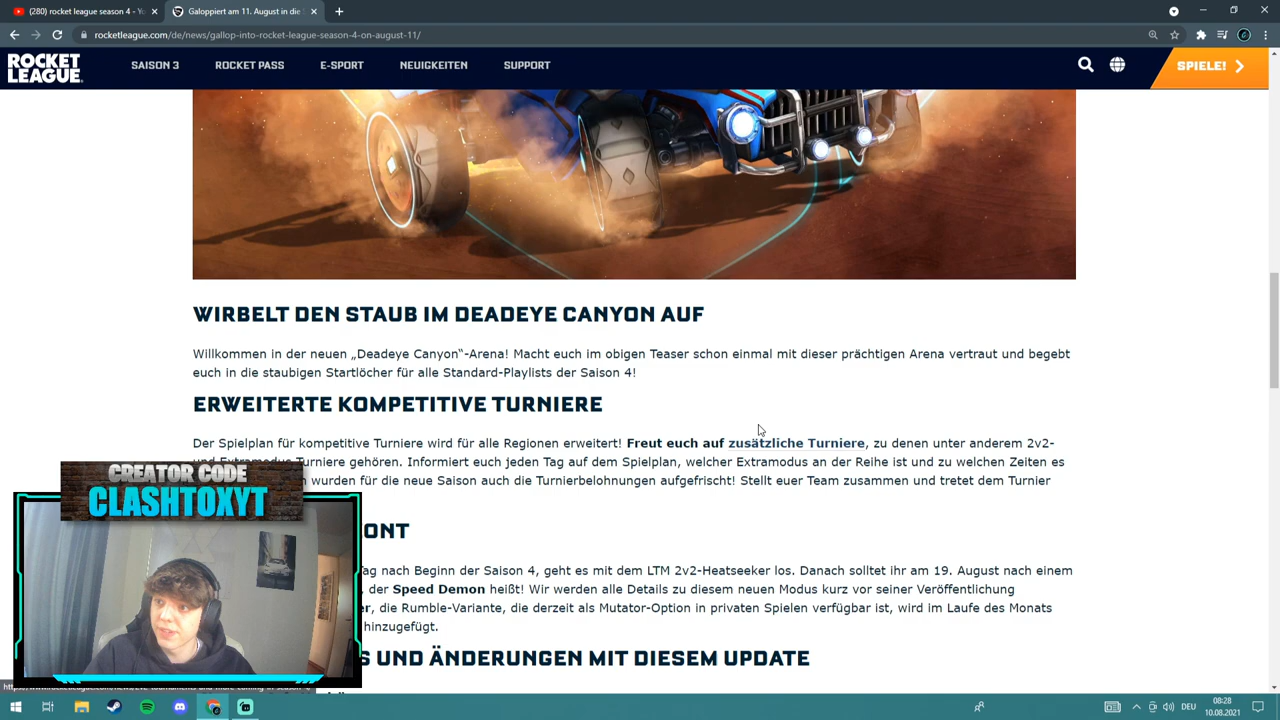 (280) rocket league season 4 - Yo
Galoppiert am 11. August in die
rocketleague.com/de/news/gallop-into-rocket-league-season-4-on-august-11/
ROCKET LEAGUE
SAISON 3
ROCKET PASS
E-SPORT
NEUIGKEITEN
SUPPORT
SPIELE!
WIRBELT DEN STAUB IM DEADEYE CANYON AUF
Willkommen in der neuen „Deadeye Canyon“-Arena! Macht euch im obigen Teaser schon einmal mit dieser prächtigen Arena vertraut und begebt
euch in die staubigen Startlöcher für alle Standard-Playlists der Saison 4!
ERWEITERTE KOMPETITIVE TURNIERE
Der Spielplan für kompetitive Turniere wird für alle Regionen erweitert! Freut euch auf zusätzliche Turniere, zu denen unter anderem 2v2-
und Extramodus-Turniere gehören. Informiert euch jeden Tag auf dem Spielplan, welcher Extramodus an der Reihe ist und zu welchen Zeiten es
wurden für die neue Saison auch die Turnierbelohnungen aufgefrischt! Stellt euer Team zusammen und tretet dem Turnier
ONT
ag nach Beginn der Saison 4, geht es mit dem LTM 2v2-Heatseeker los. Danach solltet ihr am 19. August nach einem
, der Speed Demon heißt! Wir werden alle Details zu diesem neuen Modus kurz vor seiner Veröffentlichung
er, die Rumble-Variante, die derzeit als Mutator-Option in privaten Spielen verfügbar ist, wird im Laufe des Monats
hinzugefügt.
S UND ÄNDERUNGEN MIT DIESEM UPDATE
CREATOR CODE
CLASHTOXYT
DEU
08:28
10.08.2021